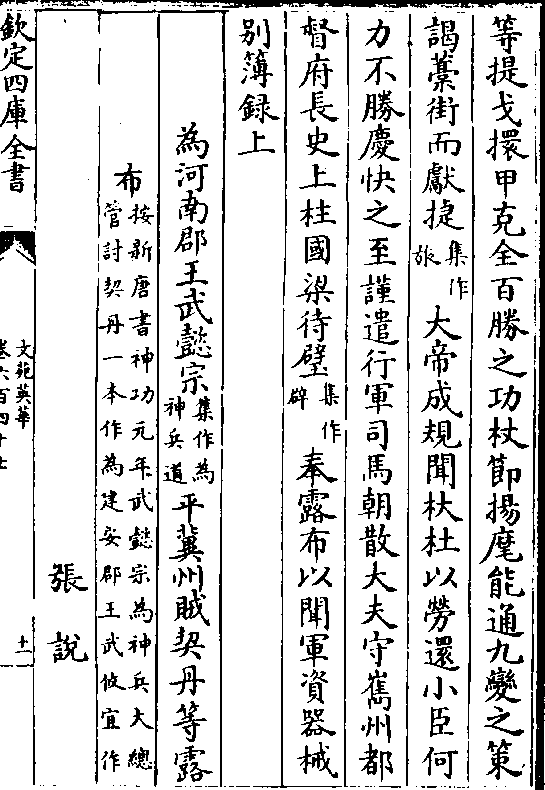 等提戈擐甲克全百勝之功杖節揚麾能通九變之策
謁藁街而獻捷集作旅大帝成規聞杕杜以勞還小臣何
力不勝慶快之至謹遣行軍司馬朝散大夫守嶲州都
督府長史上柱國梁待璧集作辟奉露布以聞軍資器械
別簿録上
為河南郡王武懿宗集作為神兵道平冀州賊契丹等露
布按新唐書神功元年武懿宗為神兵大總管討契丹一本作為建安郡王武攸宜作
張說
欽定四庫全書
文苑英華
卷六百四十七
十一